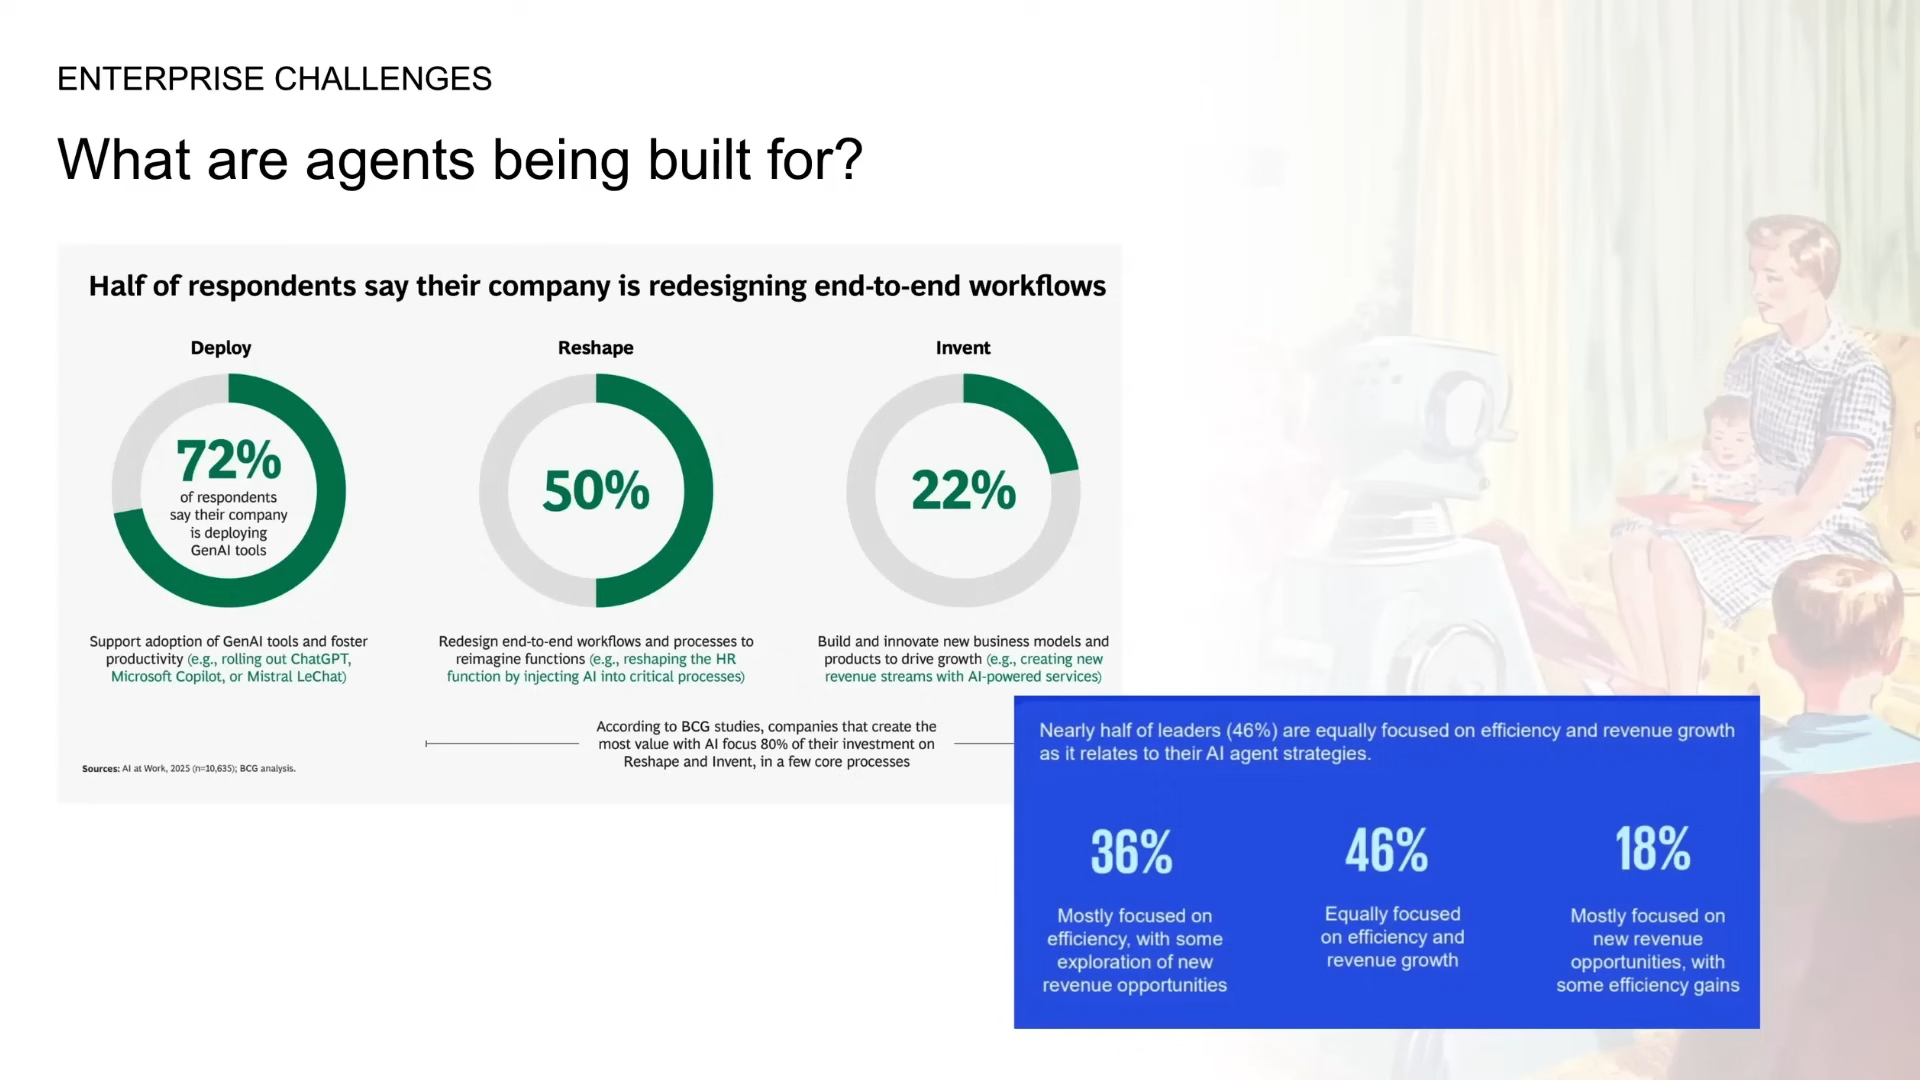 ENTERPRISE CHALLENGES
What are agents being built for?
Half of respondents say their company is redesigning end-to-end workflows
Deploy
72%
of respondents
say their company
is deploying
GenAI tools
Support adoption of GenAI tools and foster
productivity (e.g., rolling out ChatGPT,
Microsoft Copilot, or Mistral LeChat)
Reshape
50%
Redesign end-to-end workflows and processes to
reimagine functions (e.g., reshaping the HR
function by injecting AI into critical processes)
Invent
22%
Build and innovate new business models and
products to drive growth (e.g., creating new
revenue streams with AI-powered services)
According to BCG studies, companies that create the
most value with AI focus 80% of their investment on
Reshape and Invent, in a few core processes
Sources: AI at Work, 2025 (n=10,635); BCG analysis.
Nearly half of leaders (46%) are equally focused on efficiency and revenue growth
as it relates to their AI agent strategies.
36%
Mostly focused on
efficiency, with some
exploration of new
revenue opportunities
46%
Equally focused
on efficiency and
revenue growth
18%
Mostly focused on
new revenue
opportunities, with
some efficiency gains